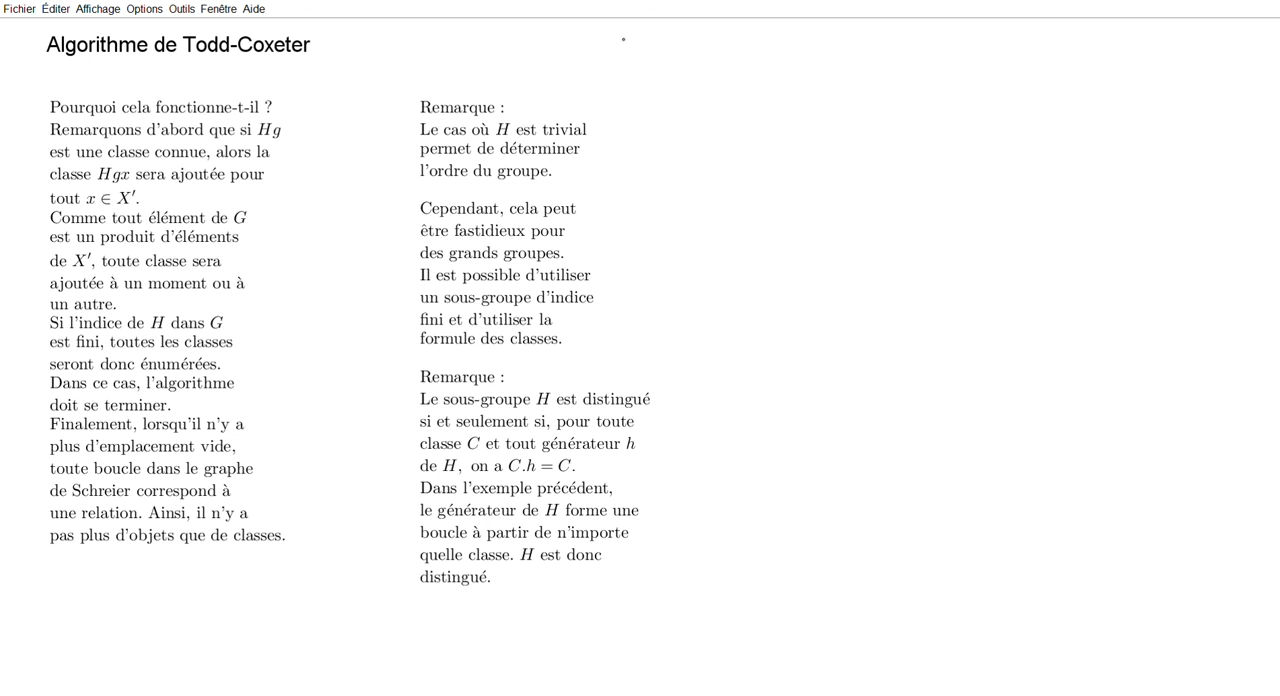 Fichier Éditer Affichage Options Outils Fenêtre Aide
Algorithme de Todd-Coxeter
Pourquoi cela fonctionne-t-il ?
Remarquons d'abord que si Hg
est une classe connue, alors la
classe Hgx sera ajoutée pour
tout x ∈ X′.
Comme tout élément de G
est un produit d'éléments
de X′, toute classe sera
ajoutée à un moment ou à
un autre.
Si l'indice de H dans G
est fini, toutes les classes
seront donc énumérées.
Dans ce cas, l'algorithme
doit se terminer.
Finalement, lorsqu'il n'y a
plus d'emplacement vide,
toute boucle dans le graphe
de Schreier correspond à
une relation. Ainsi, il n'y a
pas plus d'objets que de classes.
Remarque :
Le cas où H est trivial
permet de déterminer
l'ordre du groupe.
Cependant, cela peut
être fastidieux pour
des grands groupes.
Il est possible d'utiliser
un sous-groupe d'indice
fini et d'utiliser la
formule des classes.
Remarque :
Le sous-groupe H est distingué
si et seulement si, pour toute
classe C et tout générateur h
de H, on a C.h = C.
Dans l'exemple précédent,
le générateur de H forme une
boucle à partir de n'importe
quelle classe. H est donc
distingué.